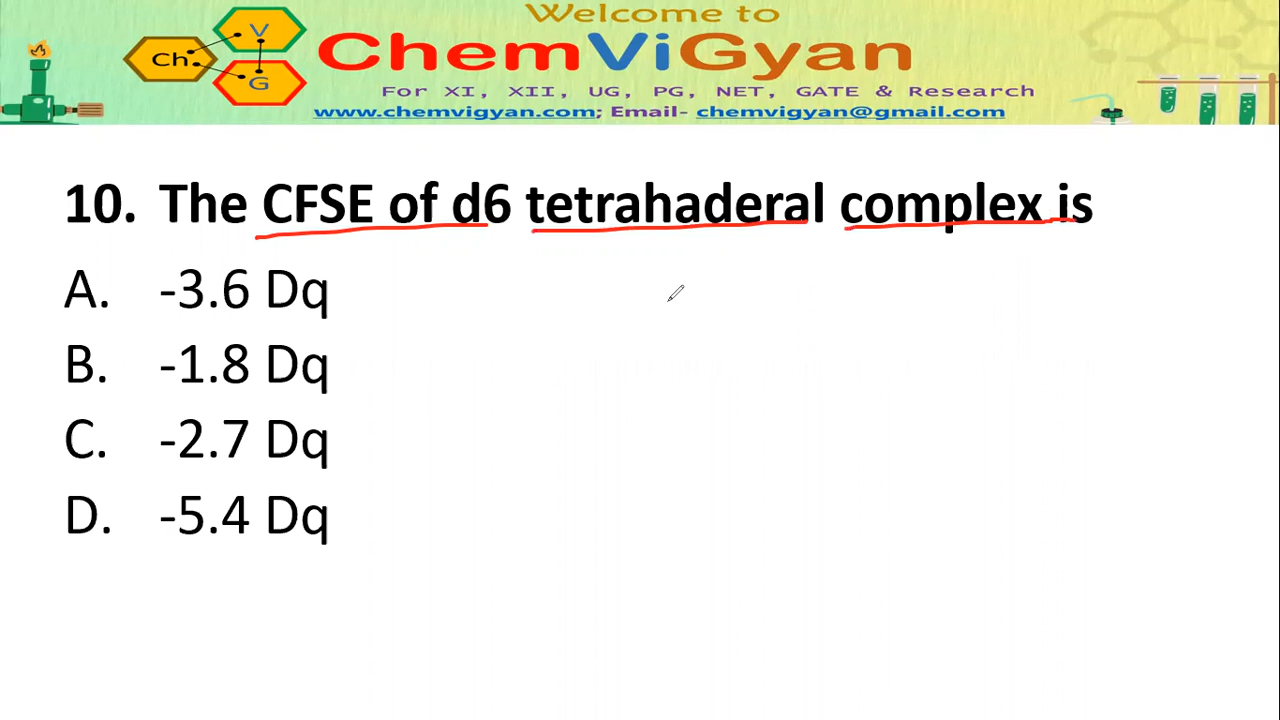 Welcome to
Ch
V
G
ChemViGyan
For XI, XII, UG, PG, NET, GATE & Research
www.chemvigyan.com; Email- chemvigyan@gmail.com
10. The CFSE of d6 tetrahaderal complex is
A. -3.6 Dq
B. -1.8 Dq
C. -2.7 Dq
D. -5.4 Dq